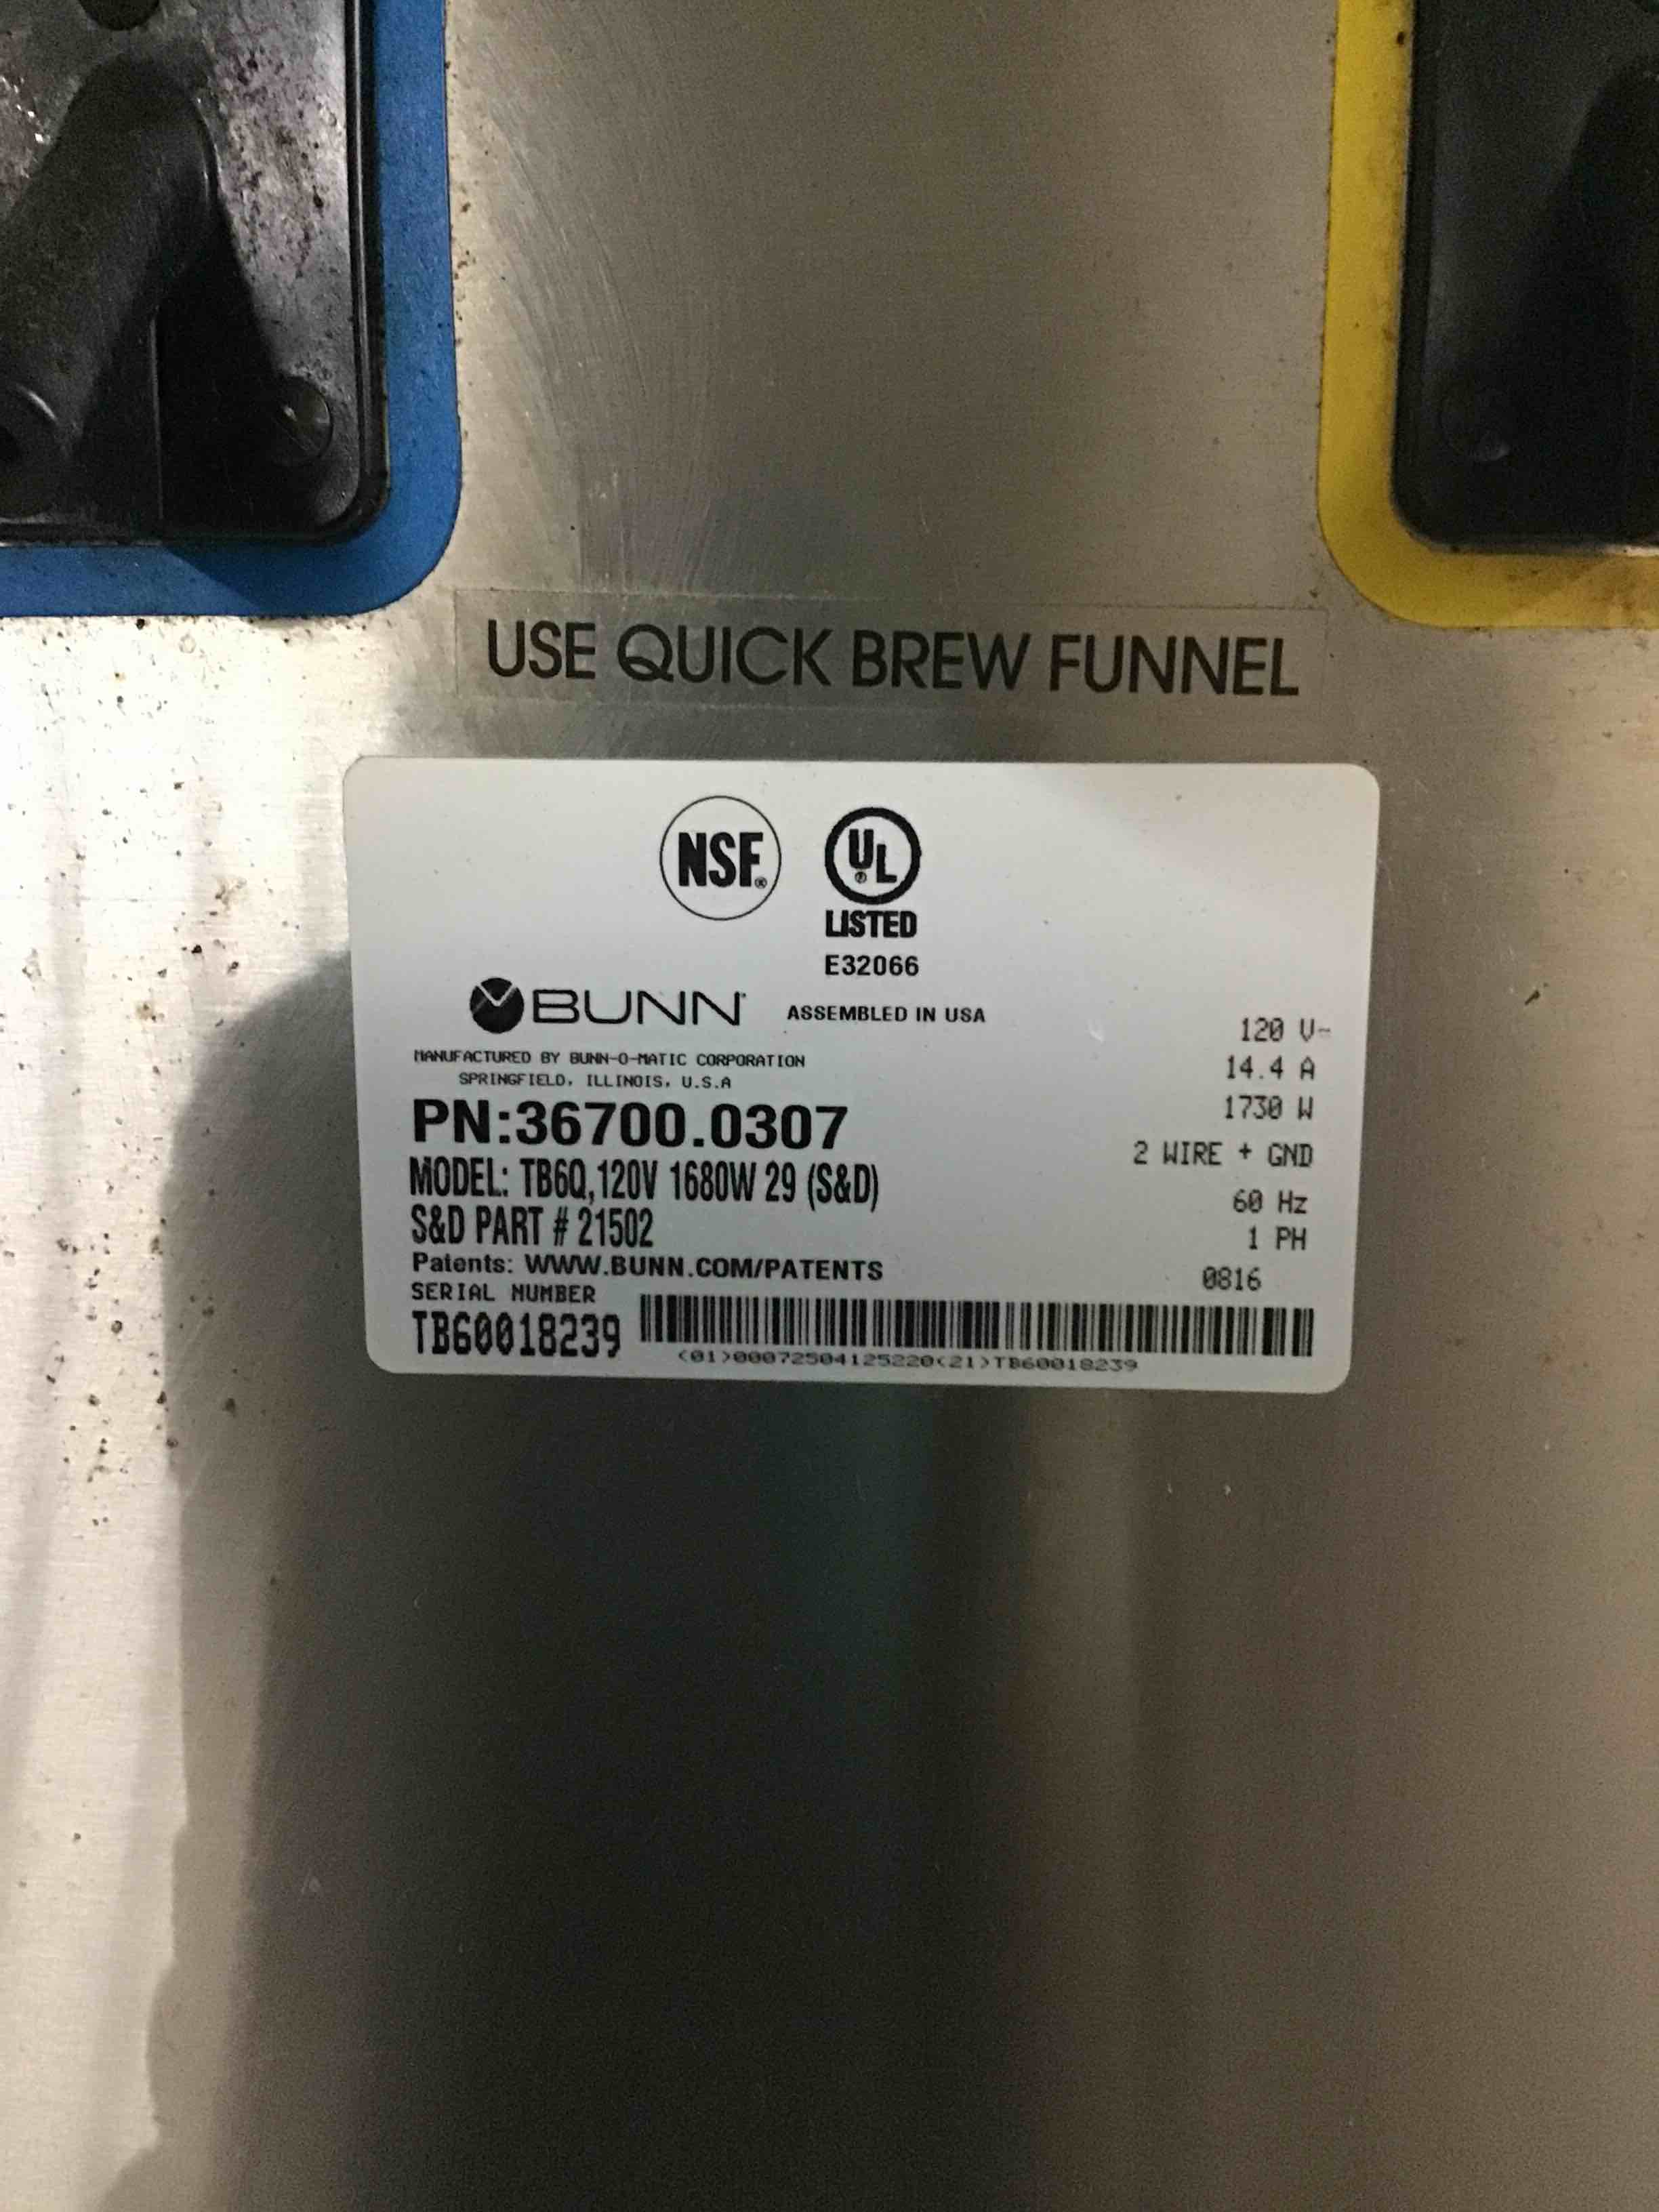 USE QUICK BREW FUNNEL
NSF®
UL®
LISTED
E32066
BUNN® ASSEMBLED IN USA
MANUFACTURED BY BUNN-O-MATIC CORPORATION
SPRINGFIELD, ILLINOIS, U.S.A
PN:36700.0307
MODEL: TB6Q,120V 1680W 29 (S&D)
S&D PART # 21502
Patents: WWW.BUNN.COM/PATENTS
SERIAL NUMBER
TB60018239
(01)00072504125220(21)TB60018239
120 V~
14.4 A
1730 W
2 WIRE + GND
60 Hz
1 PH
0816